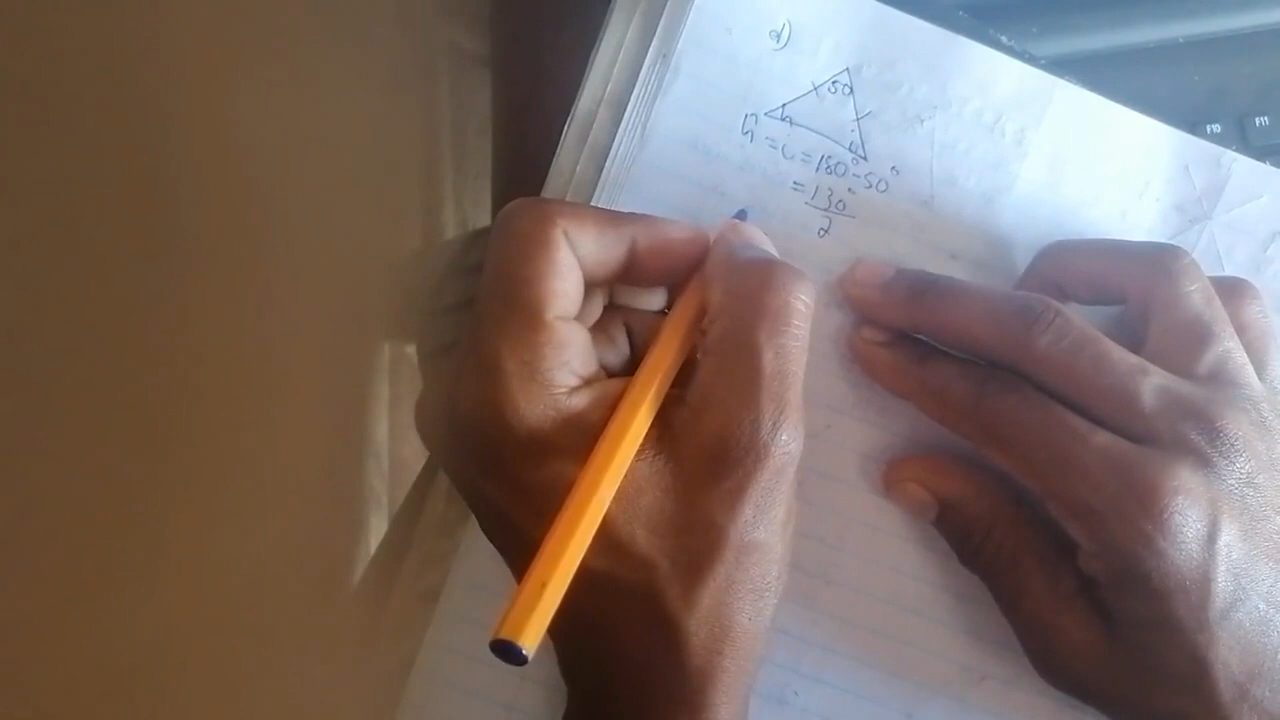 d)
50
h
i
ĥ = i = 180° - 50°
= 130°
2
F10 F11